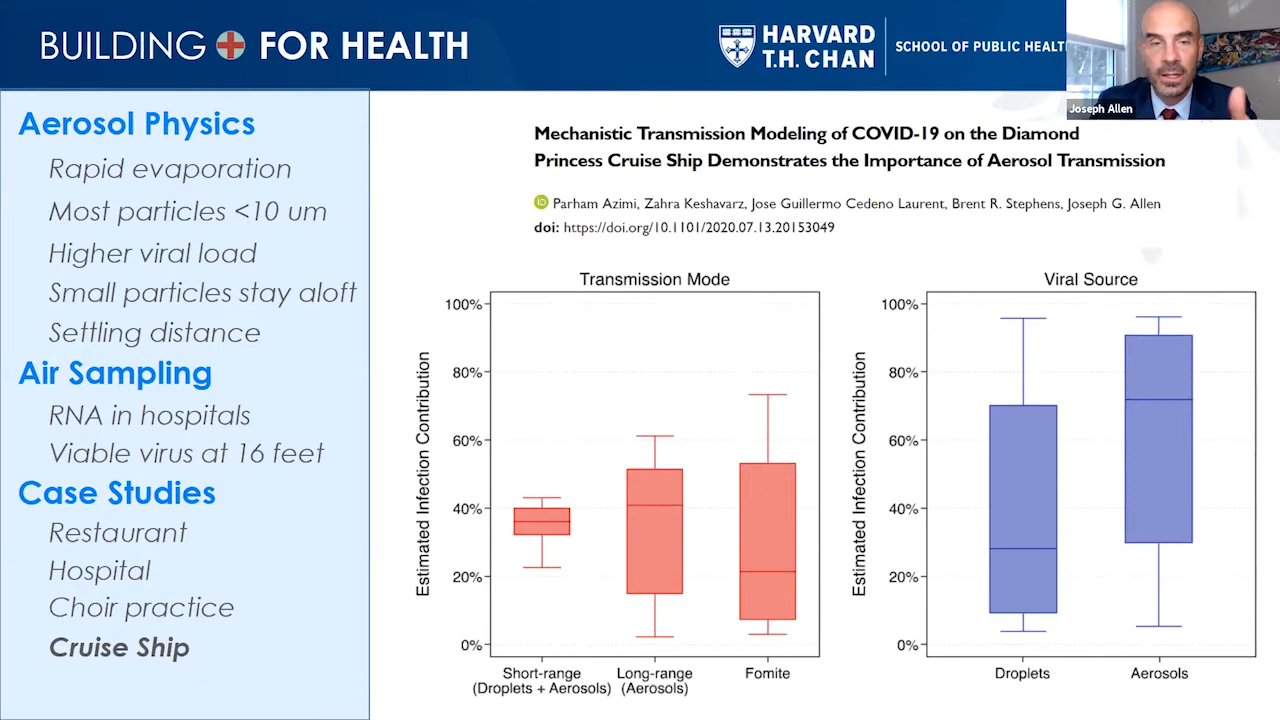 BUILDING FOR HEALTH
HARVARD
T.H. CHAN
SCHOOL OF PUBLIC HEALT
Joseph Allen
Aerosol Physics
Rapid evaporation
Most particles <10 um
Higher viral load
Small particles stay aloft
Settling distance
Air Sampling
RNA in hospitals
Viable virus at 16 feet
Case Studies
Restaurant
Hospital
Choir practice
Cruise Ship
Mechanistic Transmission Modeling of COVID-19 on the Diamond
Princess Cruise Ship Demonstrates the Importance of Aerosol Transmission
iD Parham Azimi, Zahra Keshavarz, Jose Guillermo Cedeno Laurent, Brent R. Stephens, Joseph G. Allen
doi: https://doi.org/10.1101/2020.07.13.20153049
Transmission Mode
Estimated Infection Contribution
100%
80%
60%
40%
20%
0%
Short-range
(Droplets + Aerosols)
Long-range
(Aerosols)
Fomite
Viral Source
Estimated Infection Contribution
100%
80%
60%
40%
20%
0%
Droplets
Aerosols